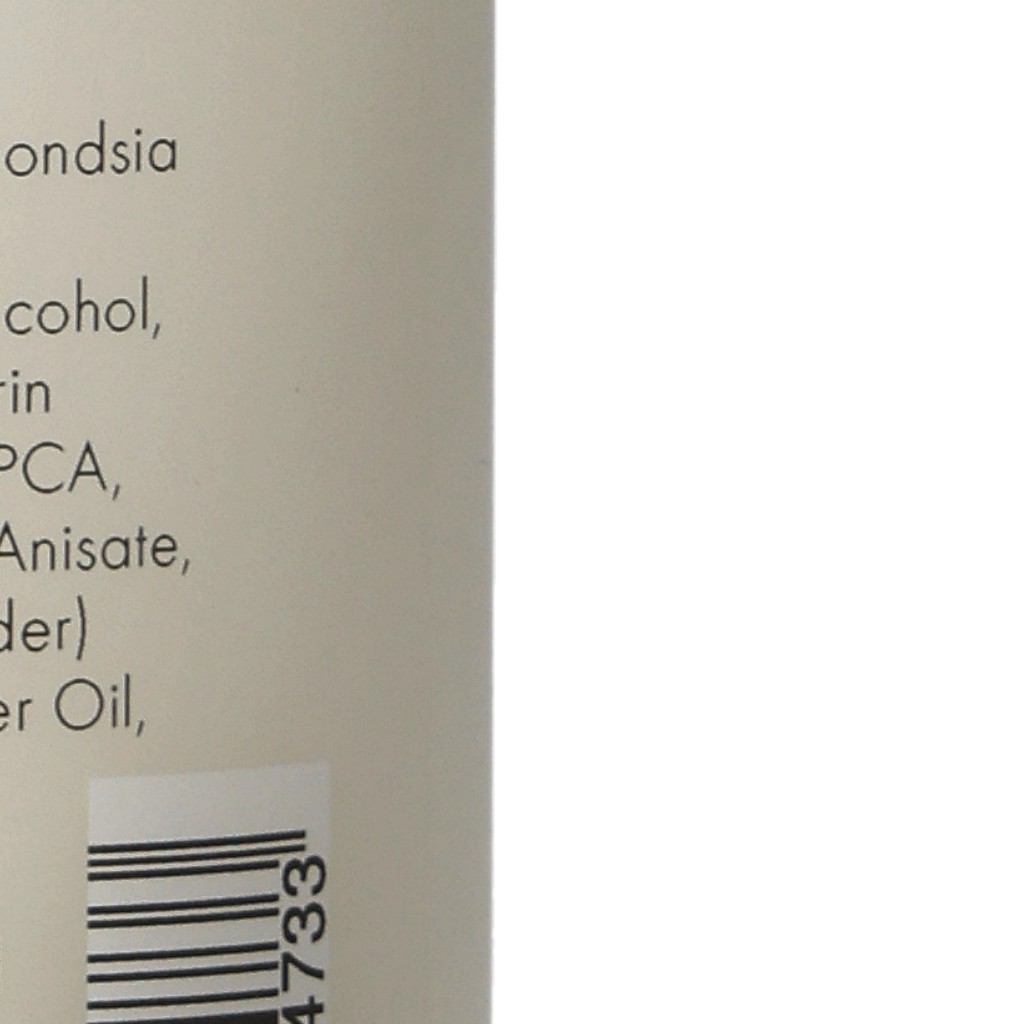 ondsia
cohol,
rin
PCA,
Anisate,
der)
er Oil,
4733